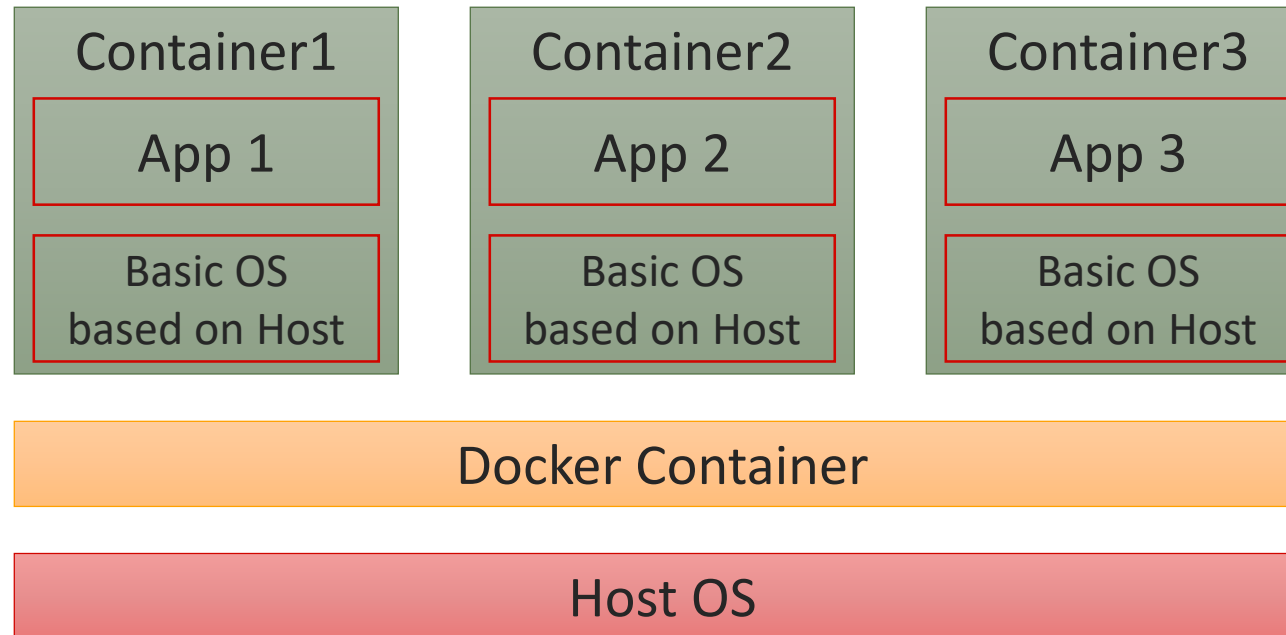 Container1
App 1
Basic OS
based on Host
Container2
App 2
Basic OS
based on Host
Container3
App 3
Basic OS
based on Host
Docker Container
Host OS